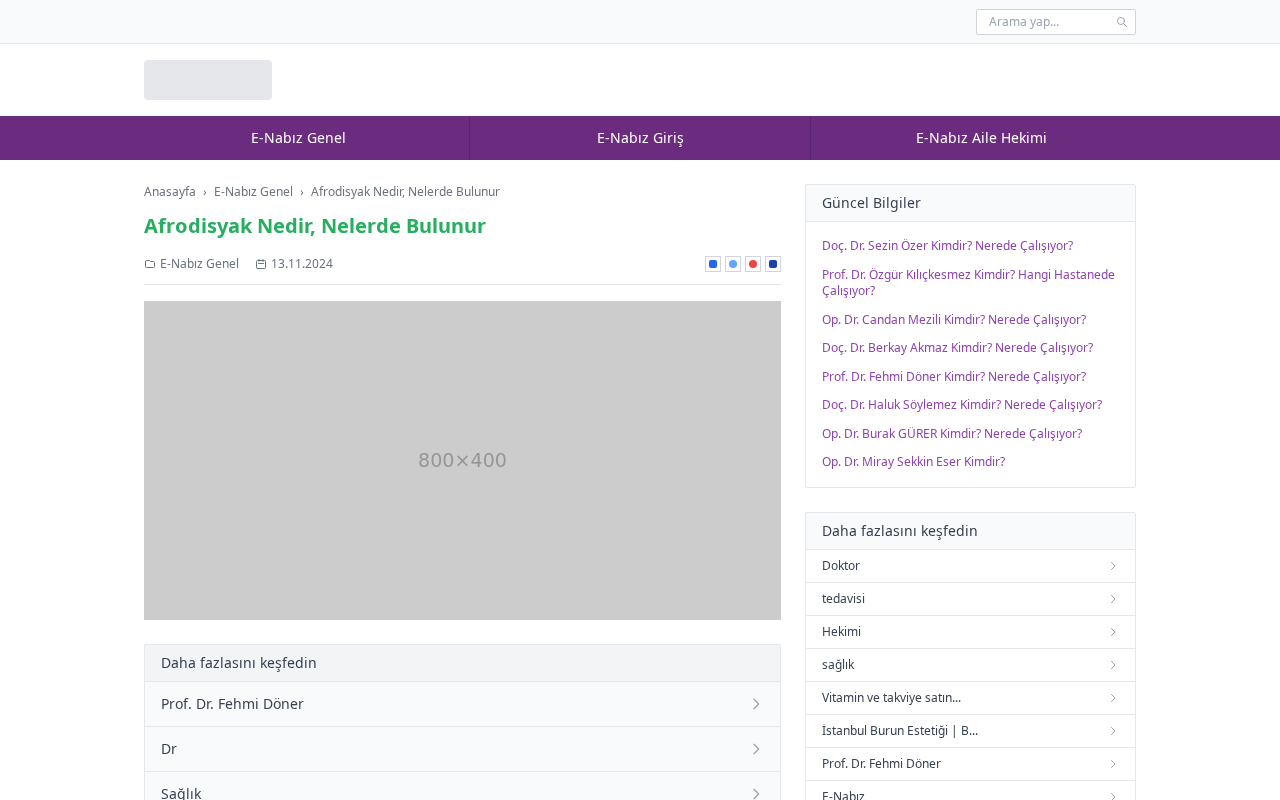 Arama yap...
E-Nabız Genel
E-Nabız Giriş
E-Nabız Aile Hekimi
Anasayfa › E-Nabız Genel › Afrodisyak Nedir, Nelerde Bulunur
Afrodisyak Nedir, Nelerde Bulunur
E-Nabız Genel 13.11.2024
800×400
Daha fazlasını keşfedin
Prof. Dr. Fehmi Döner
Dr
Sağlık
Güncel Bilgiler
Doç. Dr. Sezin Özer Kimdir? Nerede Çalışıyor?
Prof. Dr. Özgür Kılıçkesmez Kimdir? Hangi Hastanede
Çalışıyor?
Op. Dr. Candan Mezili Kimdir? Nerede Çalışıyor?
Doç. Dr. Berkay Akmaz Kimdir? Nerede Çalışıyor?
Prof. Dr. Fehmi Döner Kimdir? Nerede Çalışıyor?
Doç. Dr. Haluk Söylemez Kimdir? Nerede Çalışıyor?
Op. Dr. Burak GÜRER Kimdir? Nerede Çalışıyor?
Op. Dr. Miray Sekkin Eser Kimdir?
Daha fazlasını keşfedin
Doktor
tedavisi
Hekimi
sağlık
Vitamin ve takviye satın...
İstanbul Burun Estetiği | B...
Prof. Dr. Fehmi Döner
E-Nabız